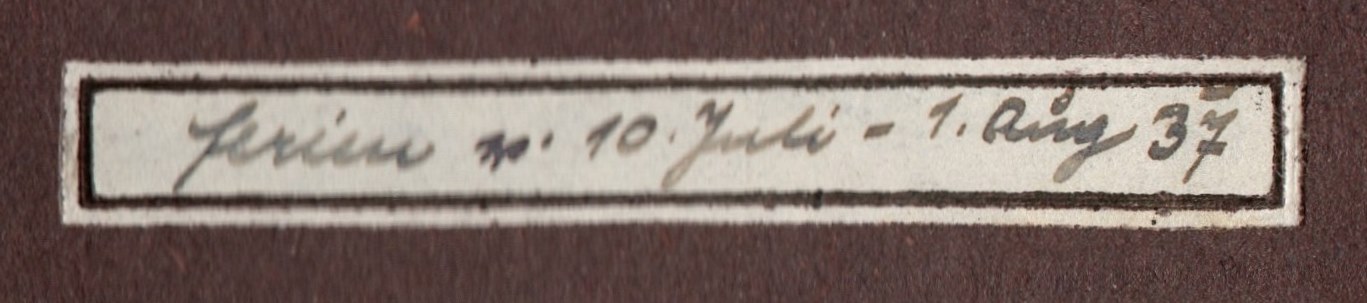 Ferien v. 10. Juli - 1. Aug 37